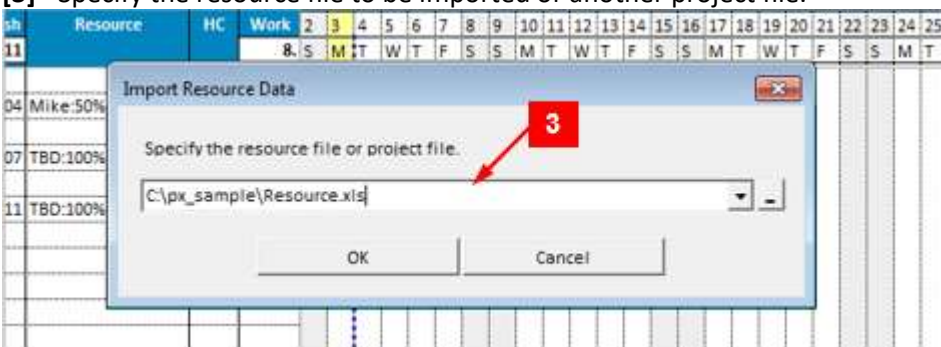 [3] Specify the resource file to be imported or another project file.
sh Resource HC Work 2 3 4 5 6 7 8 9 10 11 12 13 14 15 16 17 18 19 20 21 22 23 24 25
11 8. S M T W T F S S M T W T F S S M T W T F S S M T
Import Resource Data
04 Mike:50%
3
07 TBD:100%
Specify the resource file or project file.
C:\px_sample\Resource.xls
11 TBD:100%
OK Cancel